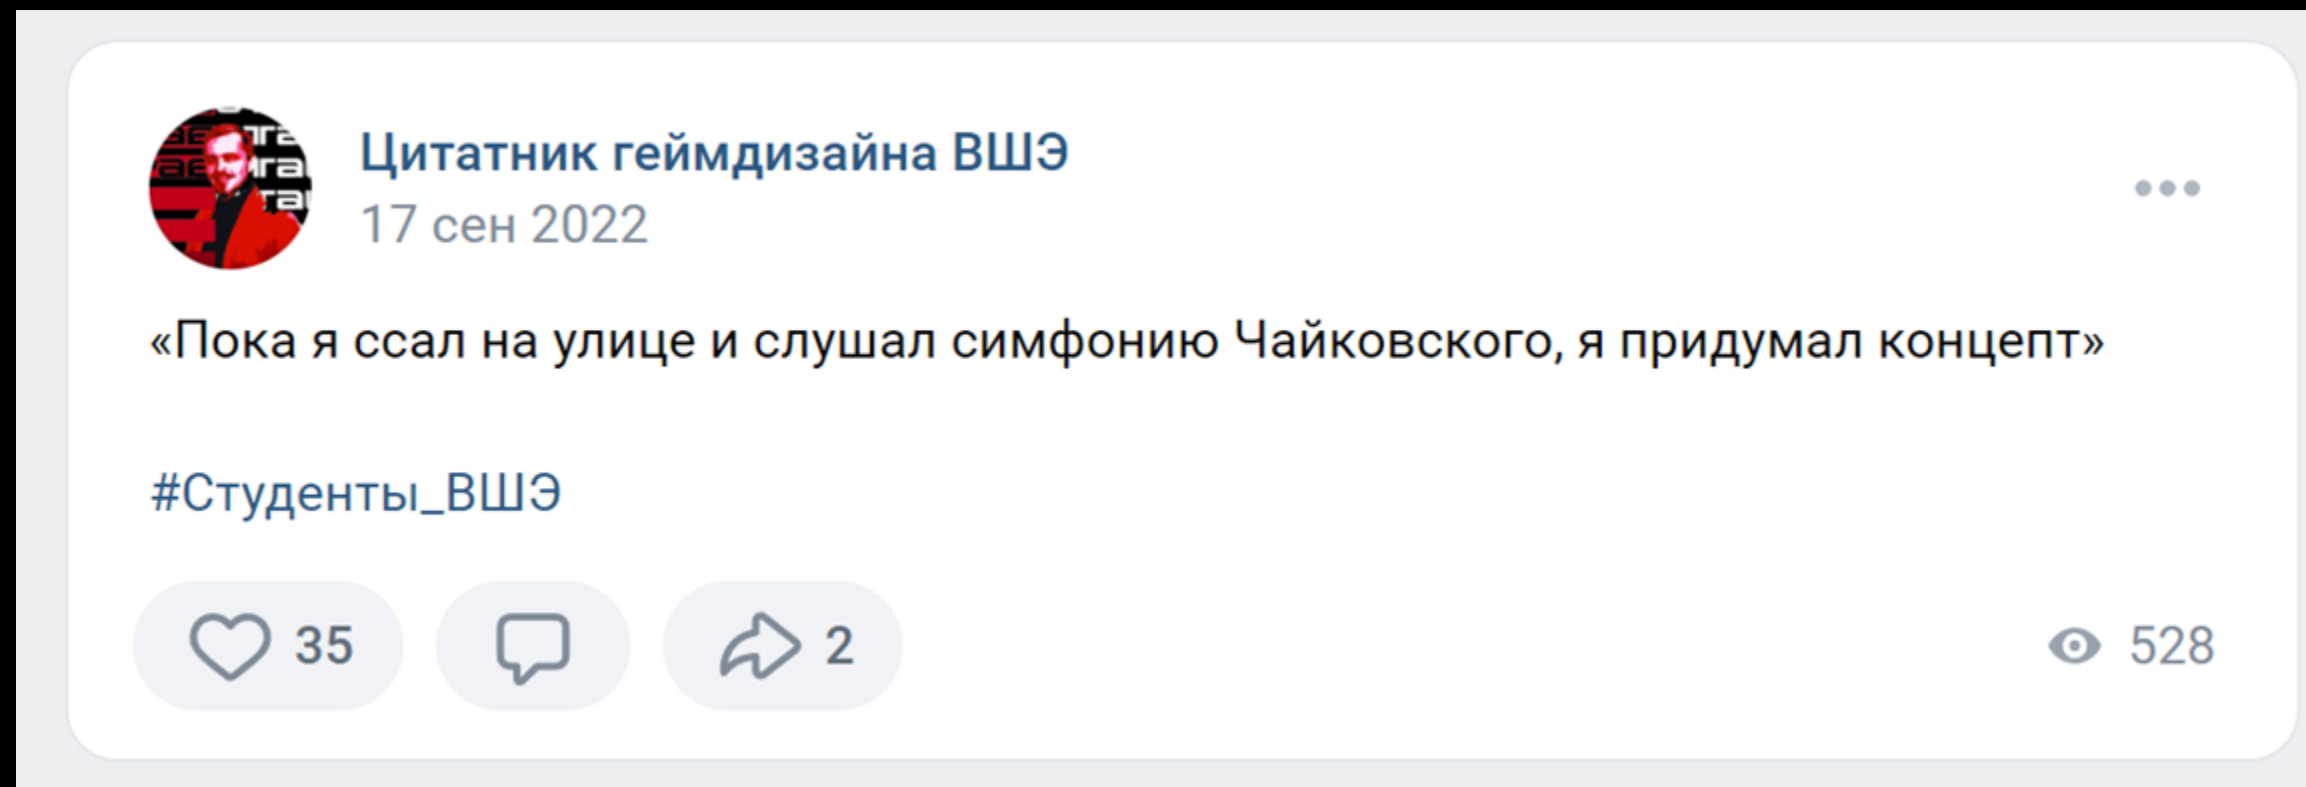 Цитатник геймдизайна ВШЭ
17 сен 2022
«Пока я ссал на улице и слушал симфонию Чайковского, я придумал концепт»
#Студенты_ВШЭ
35 2 528